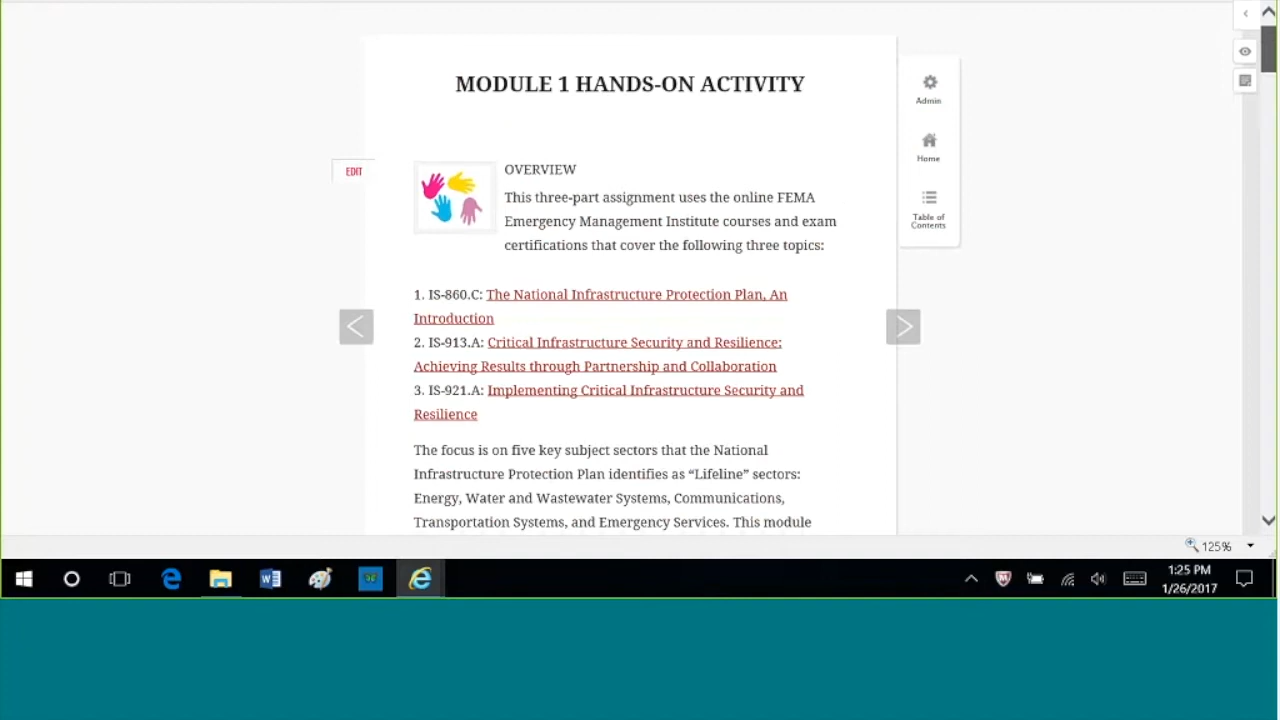 MODULE 1 HANDS-ON ACTIVITY
Admin
Home
Table of
Contents
EDIT
OVERVIEW
This three-part assignment uses the online FEMA
Emergency Management Institute courses and exam
certifications that cover the following three topics:
1. IS-860.C: The National Infrastructure Protection Plan, An
Introduction
2. IS-913.A: Critical Infrastructure Security and Resilience:
Achieving Results through Partnership and Collaboration
3. IS-921.A: Implementing Critical Infrastructure Security and
Resilience
The focus is on five key subject sectors that the National
Infrastructure Protection Plan identifies as “Lifeline” sectors:
Energy, Water and Wastewater Systems, Communications,
Transportation Systems, and Emergency Services. This module
125%
1:25 PM
1/26/2017